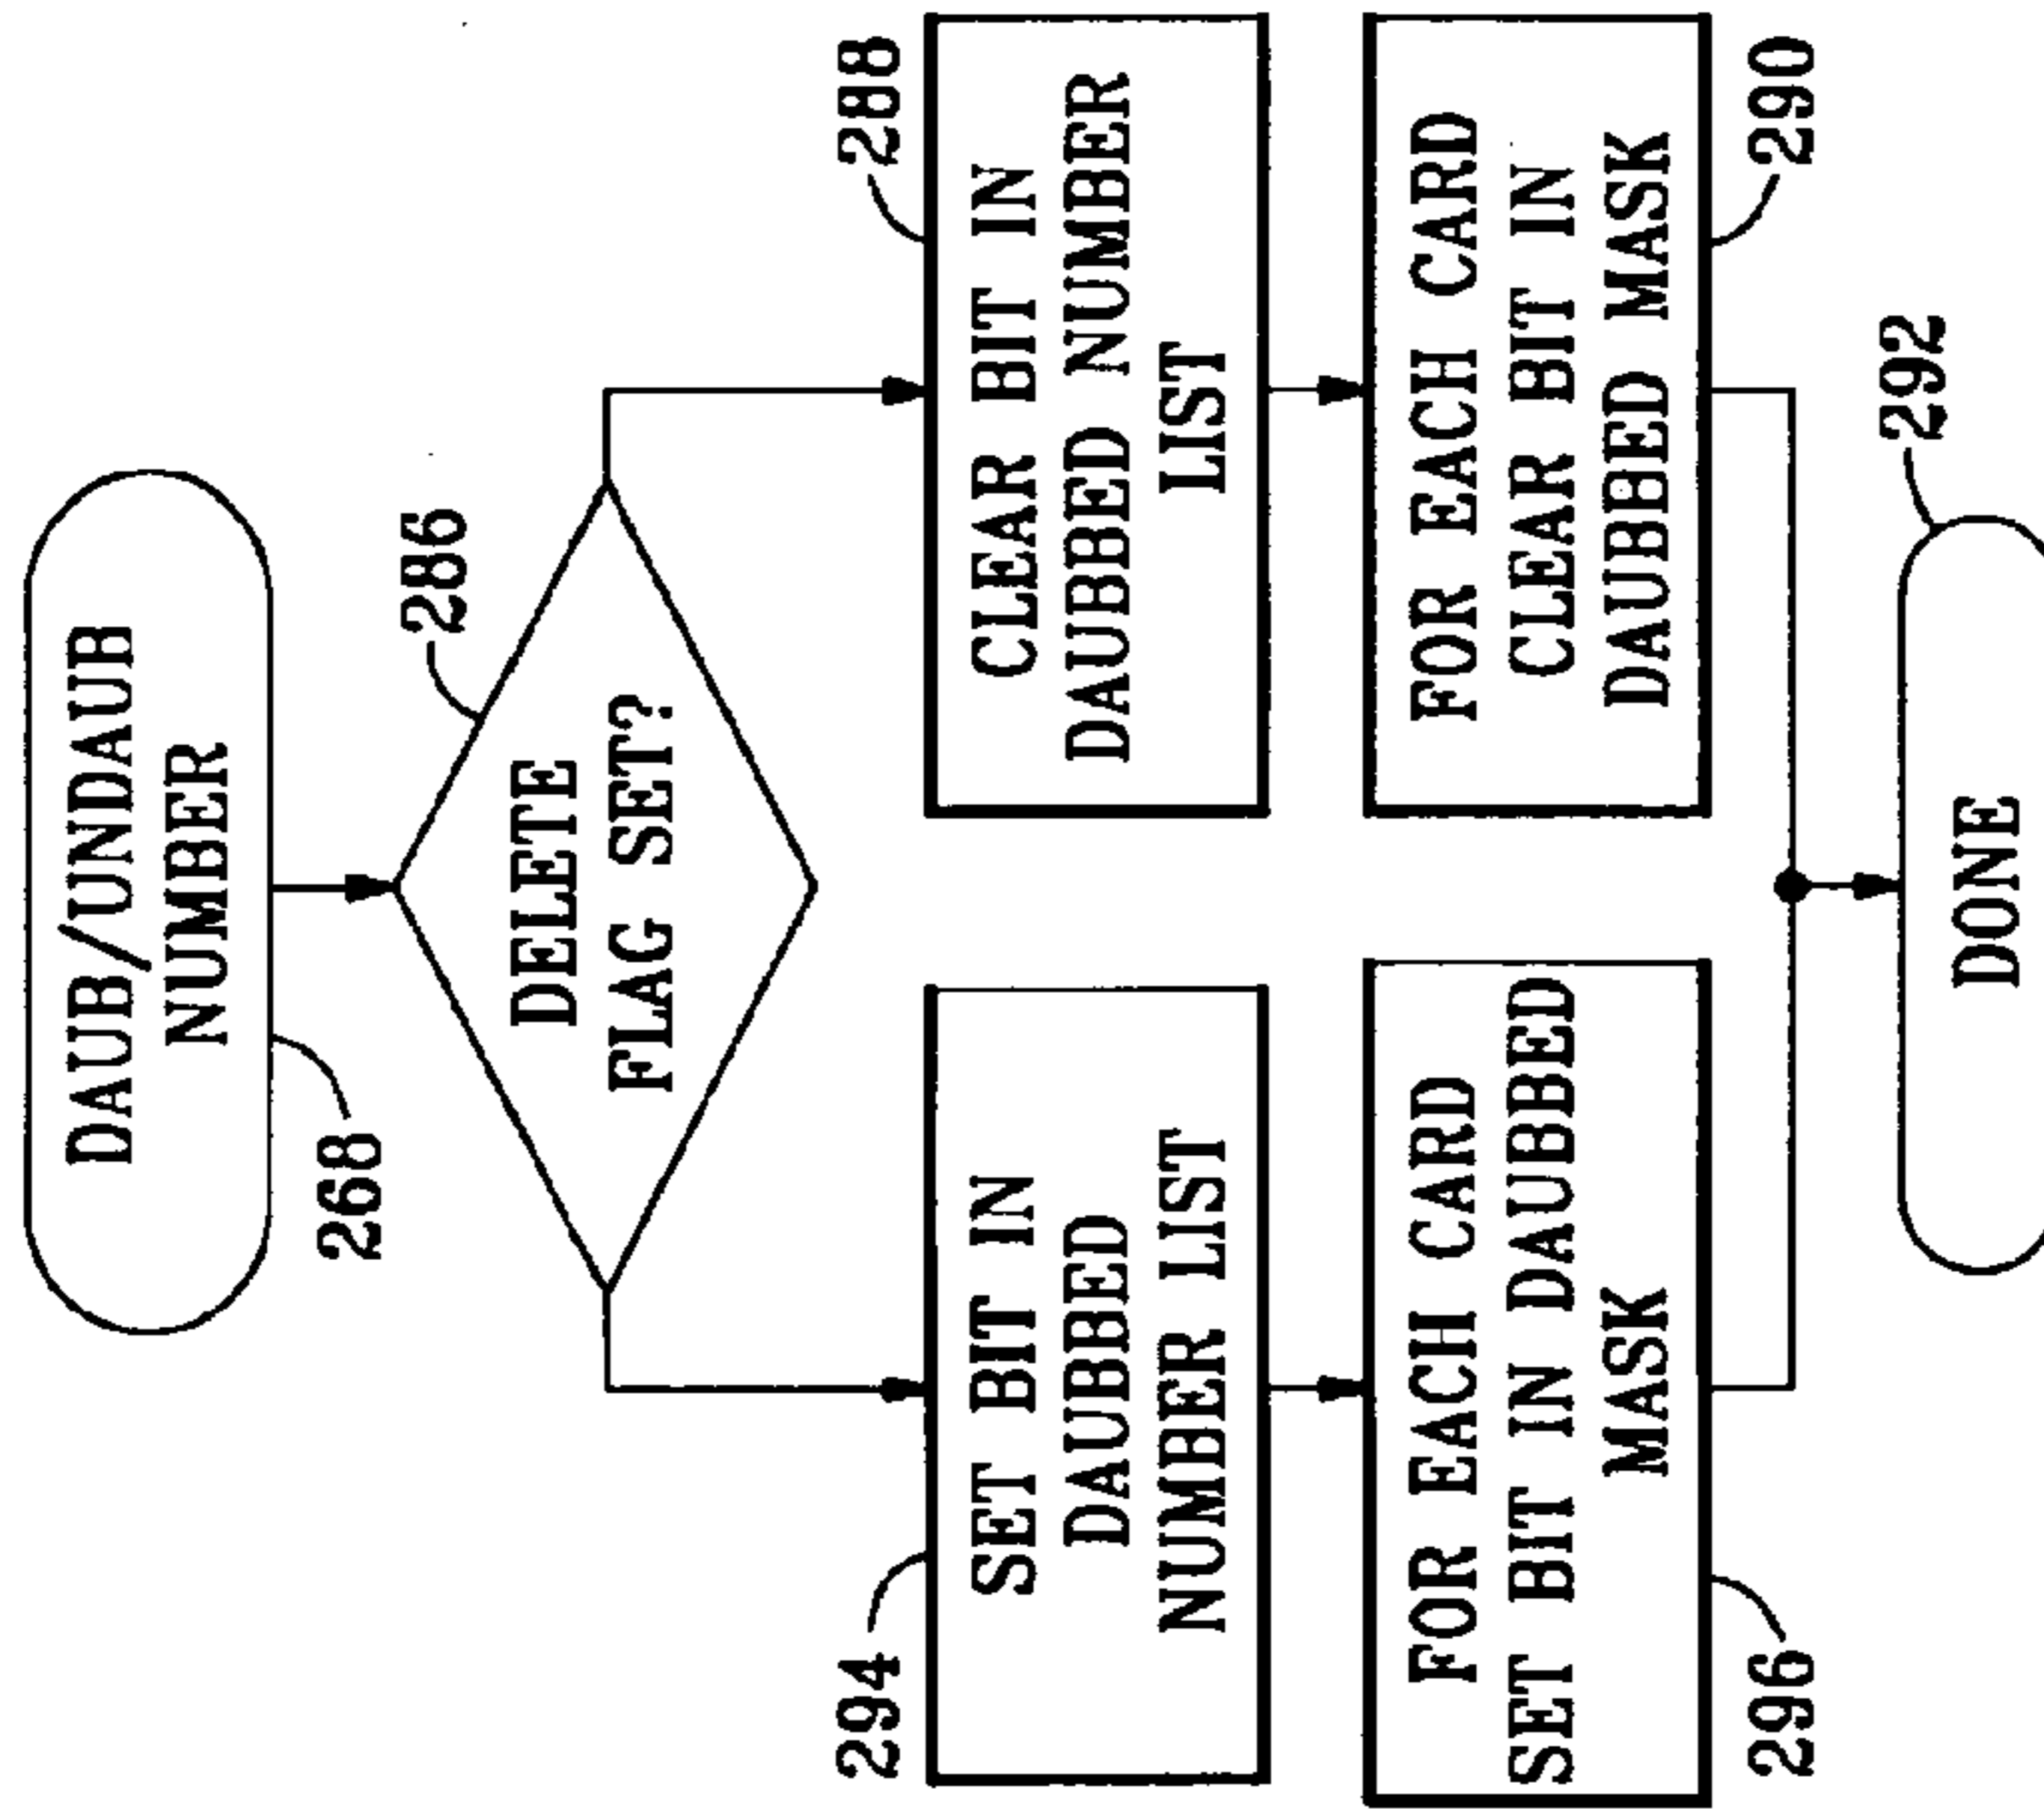 DAUB/UNDAUB
NUMBER
268
DELETE
FLAG SET?
286
294
SET BIT IN
DAUBBED
NUMBER LIST
288
CLEAR BIT IN
DAUBBED NUMBER
LIST
FOR EACH CARD
SET BIT IN DAUBBED
MASK
296
FOR EACH CARD
CLEAR BIT IN
DAUBBED MASK
290
292
DONE